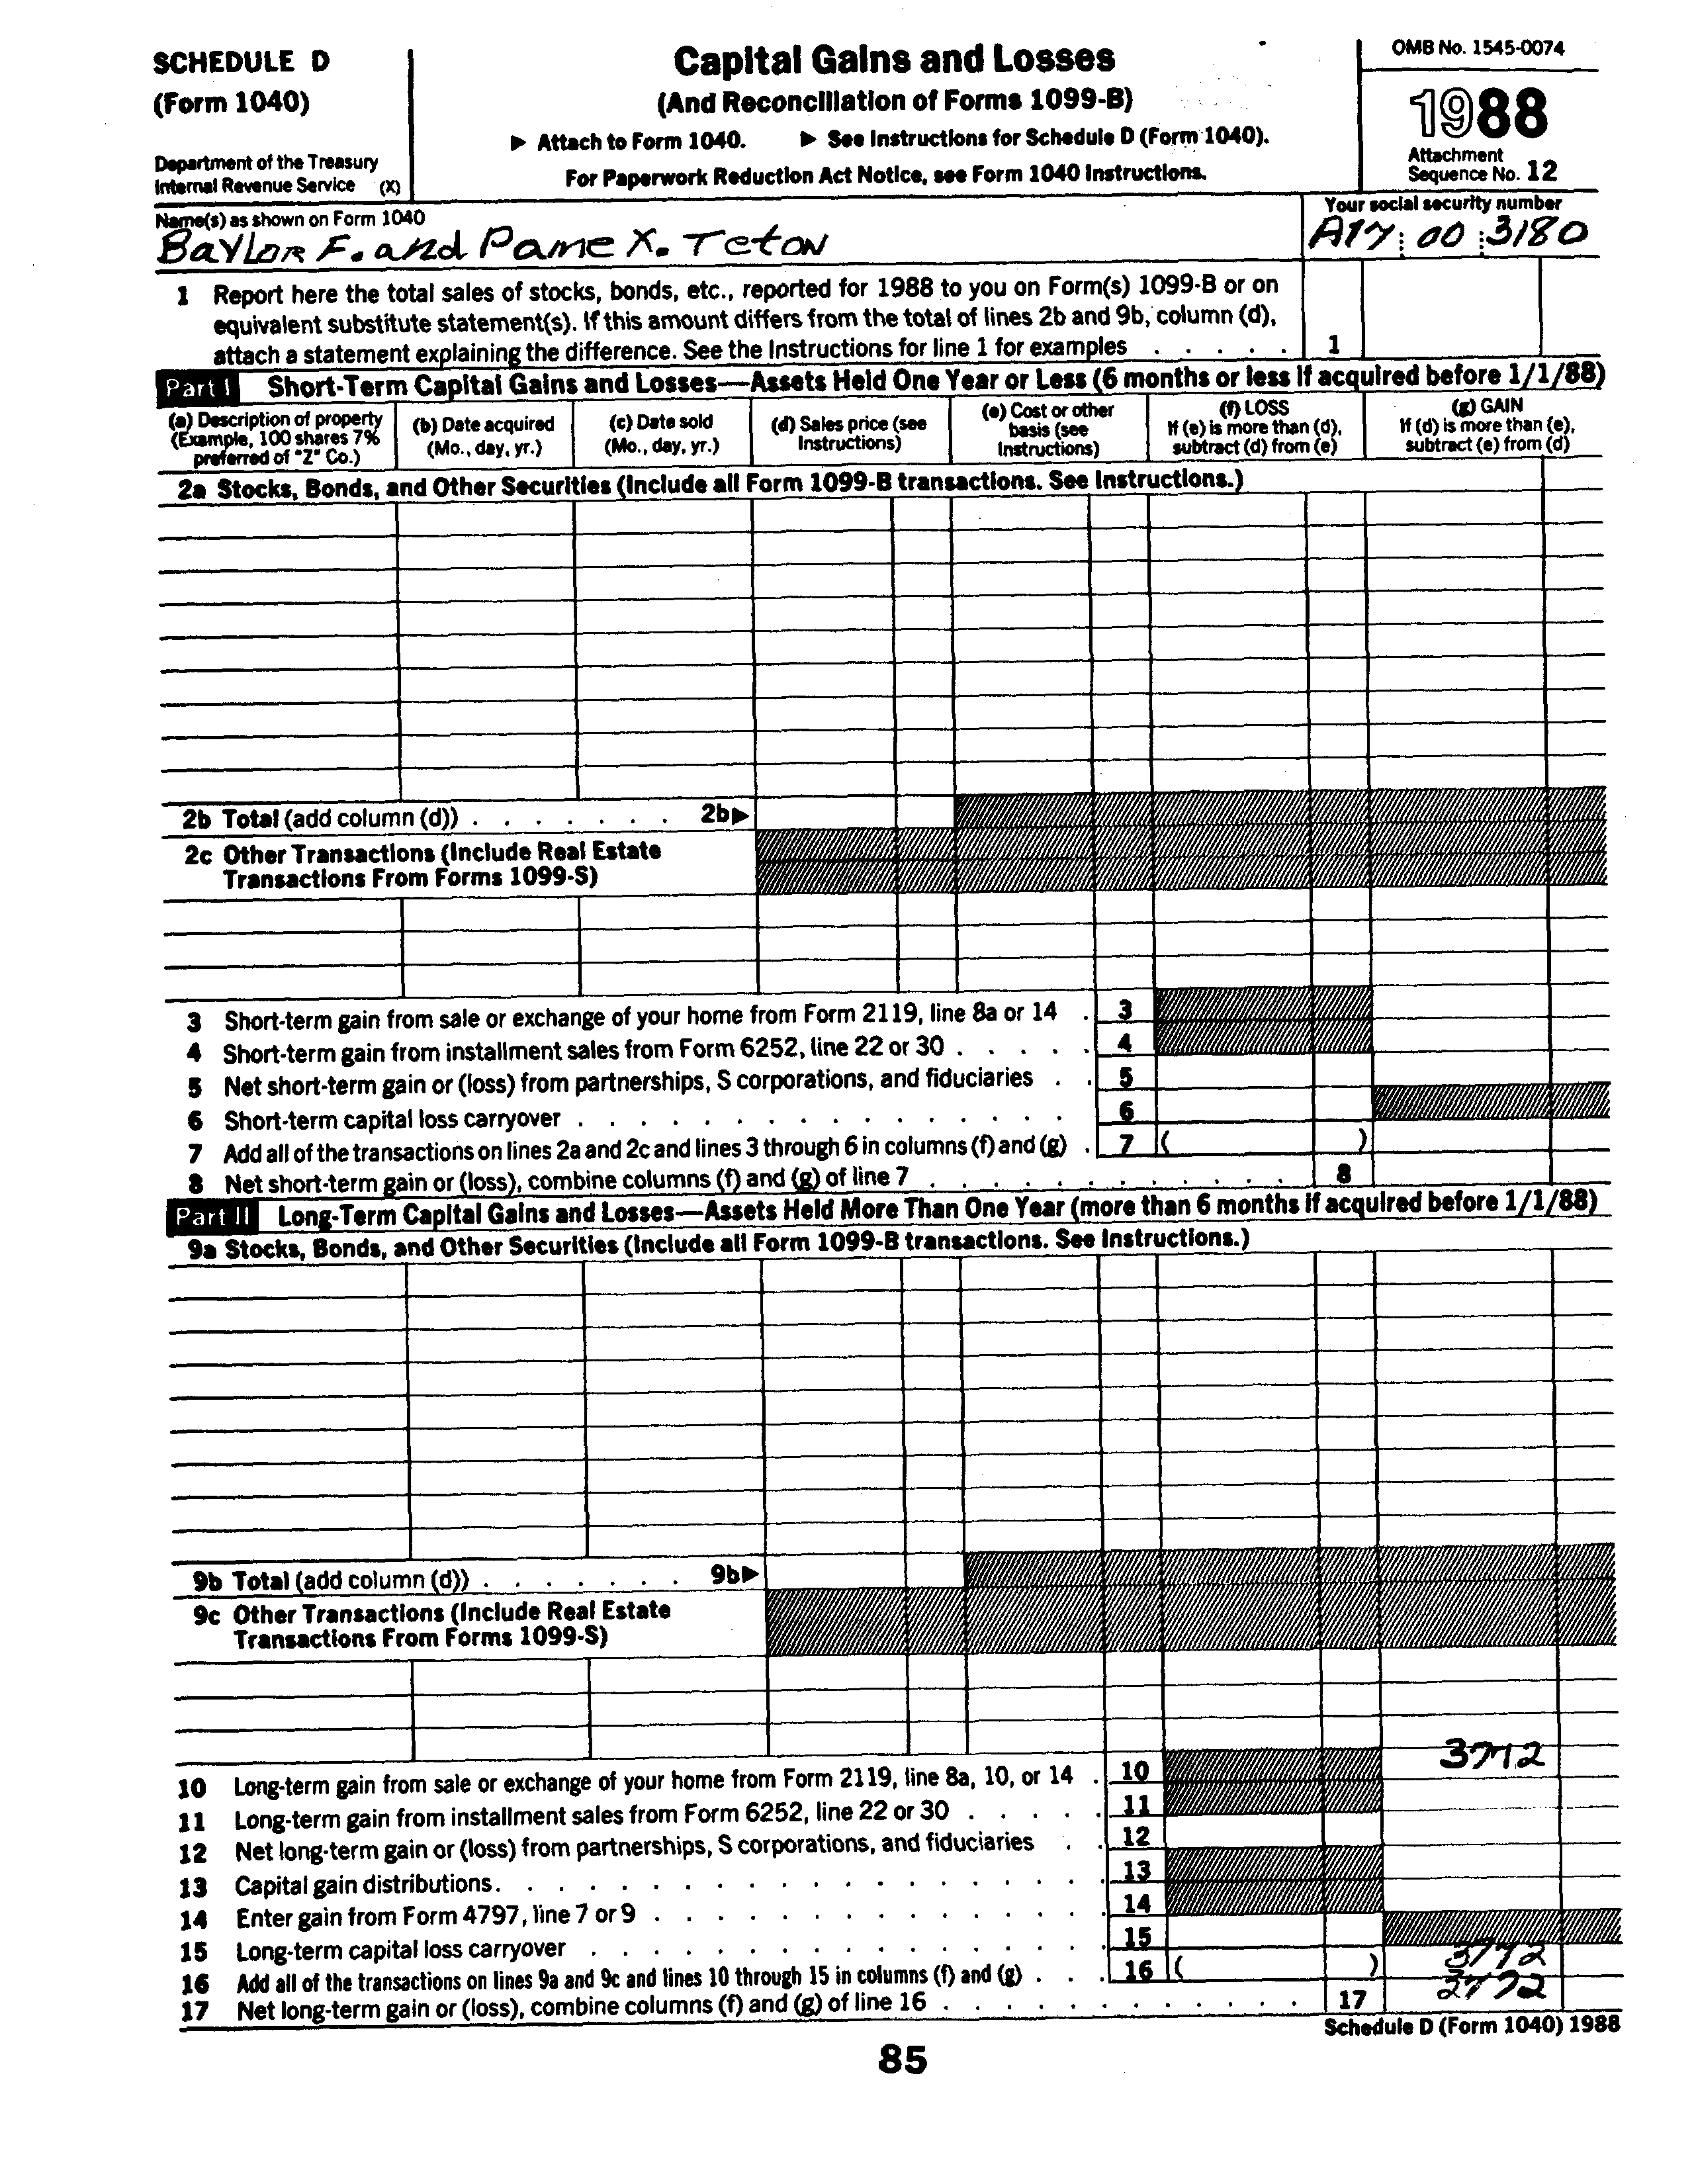 SCHEDULE D
(Form 1040)
Department of the Treasury
Internal Revenue Service (X)
Capital Gains and Losses
(And Reconciliation of Forms 1099-B)
▶ Attach to Form 1040. ▶ See Instructions for Schedule D (Form 1040).
For Paperwork Reduction Act Notice, see Form 1040 Instructions.
OMB No. 1545-0074
1988
Attachment
Sequence No. 12
Name(s) as shown on Form 1040
Baylor F. and Pame X. Teton
Your social security number
A17 00 3180
1 Report here the total sales of stocks, bonds, etc., reported for 1988 to you on Form(s) 1099-B or on
equivalent substitute statement(s). If this amount differs from the total of lines 2b and 9b, column (d),
attach a statement explaining the difference. See the Instructions for line 1 for examples . . . . . 1
Part I Short-Term Capital Gains and Losses—Assets Held One Year or Less (6 months or less if acquired before 1/1/88)
(a) Description of property
(Example, 100 shares 7%
preferred of "Z" Co.)
(b) Date acquired
(Mo., day, yr.)
(c) Date sold
(Mo., day, yr.)
(d) Sales price (see
Instructions)
(e) Cost or other
basis (see
Instructions)
(f) LOSS
If (e) is more than (d),
subtract (d) from (e)
(g) GAIN
If (d) is more than (e),
subtract (e) from (d)
2a Stocks, Bonds, and Other Securities (Include all Form 1099-B transactions. See Instructions.)
2b Total (add column (d)) . . . . . . . 2b▶
2c Other Transactions (Include Real Estate
Transactions From Forms 1099-S)
3 Short-term gain from sale or exchange of your home from Form 2119, line 8a or 14 . 3
4 Short-term gain from installment sales from Form 6252, line 22 or 30 . . . . . 4
5 Net short-term gain or (loss) from partnerships, S corporations, and fiduciaries . . 5
6 Short-term capital loss carryover . . . . . . . . . . . . . . 6
7 Add all of the transactions on lines 2a and 2c and lines 3 through 6 in columns (f) and (g) . 7 ( )
8 Net short-term gain or (loss), combine columns (f) and (g) of line 7 . . . . . . . . . . . 8
Part II Long-Term Capital Gains and Losses—Assets Held More Than One Year (more than 6 months if acquired before 1/1/88)
9a Stocks, Bonds, and Other Securities (Include all Form 1099-B transactions. See Instructions.)
9b Total (add column (d)) . . . . . . . 9b▶
9c Other Transactions (Include Real Estate
Transactions From Forms 1099-S)
10 Long-term gain from sale or exchange of your home from Form 2119, line 8a, 10, or 14 . 10 3772
11 Long-term gain from installment sales from Form 6252, line 22 or 30 . . . . . 11
12 Net long-term gain or (loss) from partnerships, S corporations, and fiduciaries . . 12
13 Capital gain distributions. . . . . . . . . . . . . . . . . 13
14 Enter gain from Form 4797, line 7 or 9 . . . . . . . . . . . . 14
15 Long-term capital loss carryover . . . . . . . . . . . . . . 15
16 Add all of the transactions on lines 9a and 9c and lines 10 through 15 in columns (f) and (g) . . . 16 ( ) 3772
17 Net long-term gain or (loss), combine columns (f) and (g) of line 16 . . . . . . . . . . . 17 3772
Schedule D (Form 1040) 1988
85